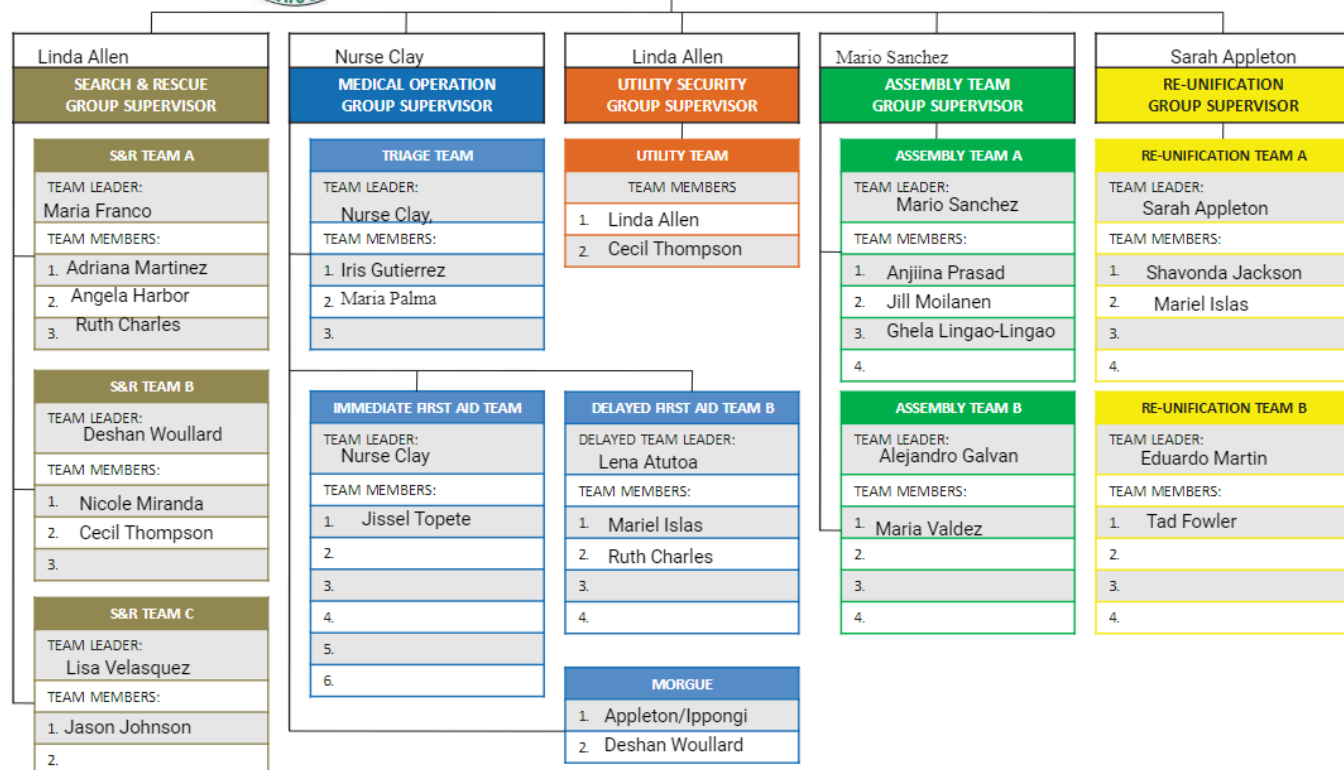 Linda Allen
SEARCH & RESCUE
GROUP SUPERVISOR
S&R TEAM A
TEAM LEADER:
Maria Franco
TEAM MEMBERS:
1. Adriana Martinez
2. Angela Harbor
3. Ruth Charles
S&R TEAM B
TEAM LEADER:
Deshan Woullard
TEAM MEMBERS:
1. Nicole Miranda
2. Cecil Thompson
3.
S&R TEAM C
TEAM LEADER:
Lisa Velasquez
TEAM MEMBERS:
1. Jason Johnson
2.
Nurse Clay
MEDICAL OPERATION
GROUP SUPERVISOR
TRIAGE TEAM
TEAM LEADER:
Nurse Clay,
TEAM MEMBERS:
1. Iris Gutierrez
2. Maria Palma
3.
IMMEDIATE FIRST AID TEAM
TEAM LEADER:
Nurse Clay
TEAM MEMBERS:
1. Jissel Topete
2.
3.
4.
5.
6.
DELAYED FIRST AID TEAM B
DELAYED TEAM LEADER:
Lena Atutoa
TEAM MEMBERS:
1. Mariel Islas
2. Ruth Charles
3.
4.
MORGUE
1. Appleton/Ippongi
2. Deshan Woullard
Linda Allen
UTILITY SECURITY
GROUP SUPERVISOR
UTILITY TEAM
TEAM MEMBERS
1. Linda Allen
2. Cecil Thompson
Mario Sanchez
ASSEMBLY TEAM
GROUP SUPERVISOR
ASSEMBLY TEAM A
TEAM LEADER:
Mario Sanchez
TEAM MEMBERS:
1. Anjiina Prasad
2. Jill Moilanen
3. Ghela Lingao-Lingao
4.
ASSEMBLY TEAM B
TEAM LEADER:
Alejandro Galvan
TEAM MEMBERS:
1. Maria Valdez
2.
3.
4.
Sarah Appleton
RE-UNIFICATION
GROUP SUPERVISOR
RE-UNIFICATION TEAM A
TEAM LEADER:
Sarah Appleton
TEAM MEMBERS:
1. Shavonda Jackson
2. Mariel Islas
3.
4.
RE-UNIFICATION TEAM B
TEAM LEADER:
Eduardo Martin
TEAM MEMBERS:
1. Tad Fowler
2.
3.
4.